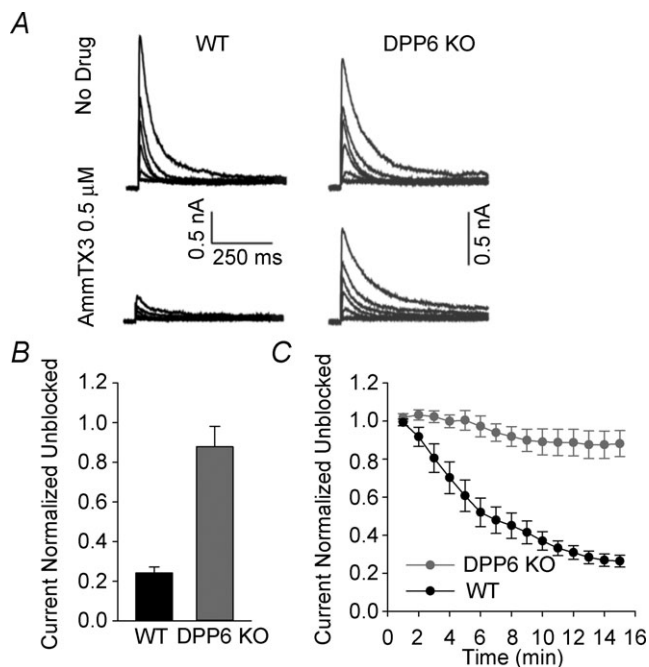 A
WT
DPP6 KO
No Drug
0.5 nA
250 ms
0.5 nA
AmmTX3 0.5 μM
B
Current Normalized Unblocked
1.2
1.0
0.8
0.6
0.4
0.2
0.0
WT DPP6 KO
C
Current Normalized Unblocked
1.2
1.0
0.8
0.6
0.4
0.2
0.0
DPP6 KO
WT
0 2 4 6 8 10 12 14 16
Time (min)